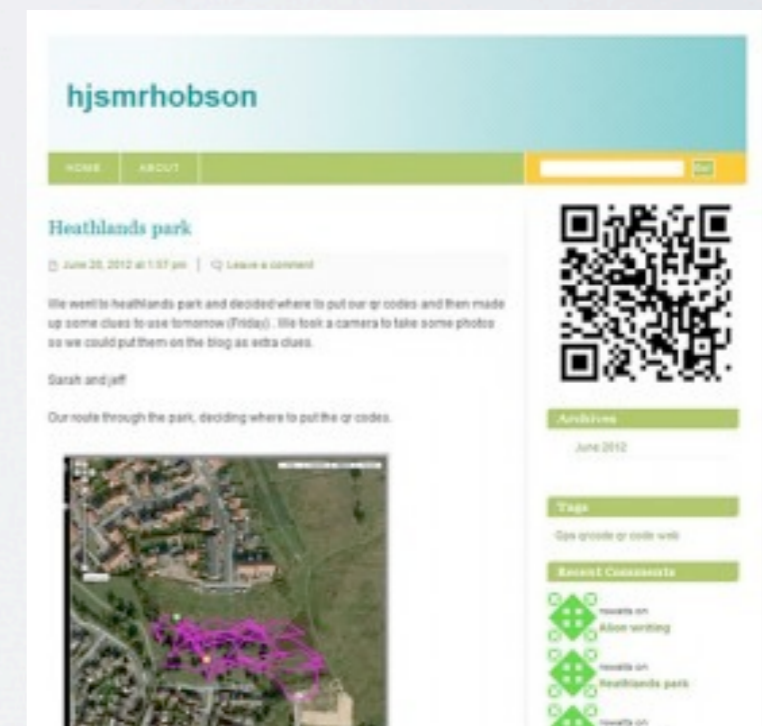 hjsmrhobson
HOME ABOUT
Go!
Heathlands park
June 28, 2012 at 1:57 pm | Leave a comment
We went to heathlands park and decided where to put our qr codes and then made
up some clues to use tomorrow (Friday) . We took a camera to take some photos
so we could put them on the blog as extra clues.
Sarah and jeff
Our route through the park, deciding where to put the qr codes.
Archives
June 2012
Tags
Gps qrcode qr code web
Recent Comments
on
Alien writing
on
Heathlands park
on